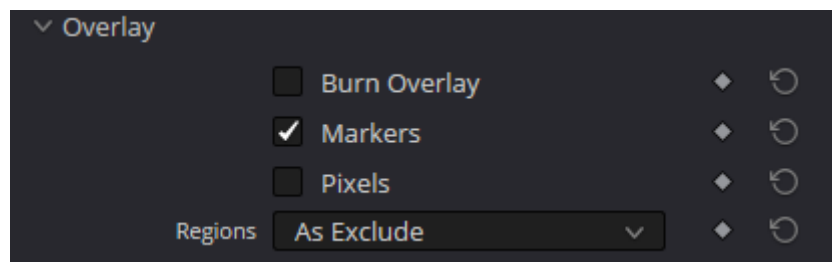 Overlay
Burn Overlay
Markers
Pixels
Regions As Exclude